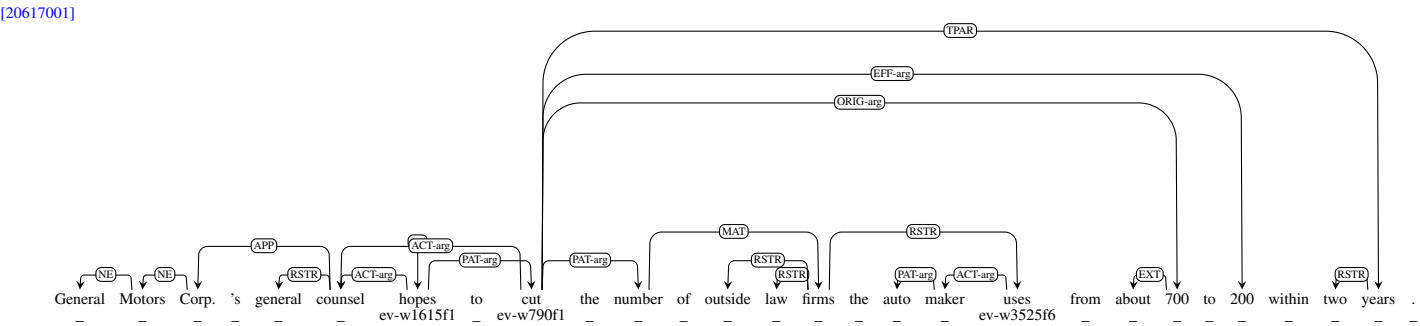 [20617001]
TPAR
EFF-arg
ORIG-arg
MAT RSTR
APP ACT-arg
PAT-arg PAT-arg RSTR
NE NE RSTR ACT-arg RSTR PAT-arg ACT-arg EXT RSTR
General Motors Corp. 's general counsel hopes to cut the number of outside law firms the auto maker uses from about 700 to 200 within two years .
_ _ _ _ _ _ ev-w1615f1 _ ev-w790f1 _ _ _ _ _ _ _ _ _ ev-w3525f6 _ _ _ _ _ _ _ _ _